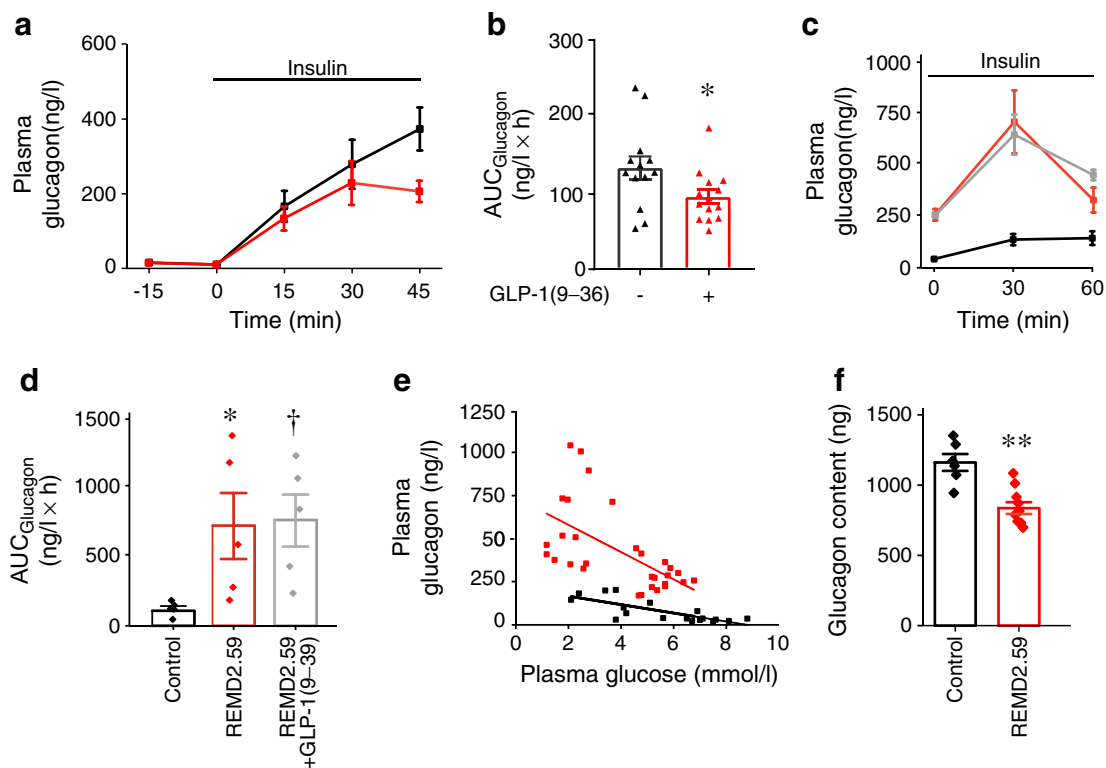 a
600
400
200
0
Plasma
glucagon(ng/l)
Insulin
-15 0 15 30 45
Time (min)
b
300
200
100
0
AUCGlucagon
(ng/l × h)
*
GLP-1(9–36) - +
c
1000
750
500
250
0
Plasma
glucagon(ng/l)
Insulin
0 30 60
Time (min)
d
1500
1000
500
0
AUCGlucagon
(ng/l × h)
*
†
Control
REMD2.59
REMD2.59
+GLP-1(9–39)
e
1250
1000
750
500
250
0
Plasma
glucagon (ng/l)
0 2 4 6 8 10
Plasma glucose (mmol/l)
f
1500
1000
500
0
Glucagon content (ng)
**
Control
REMD2.59